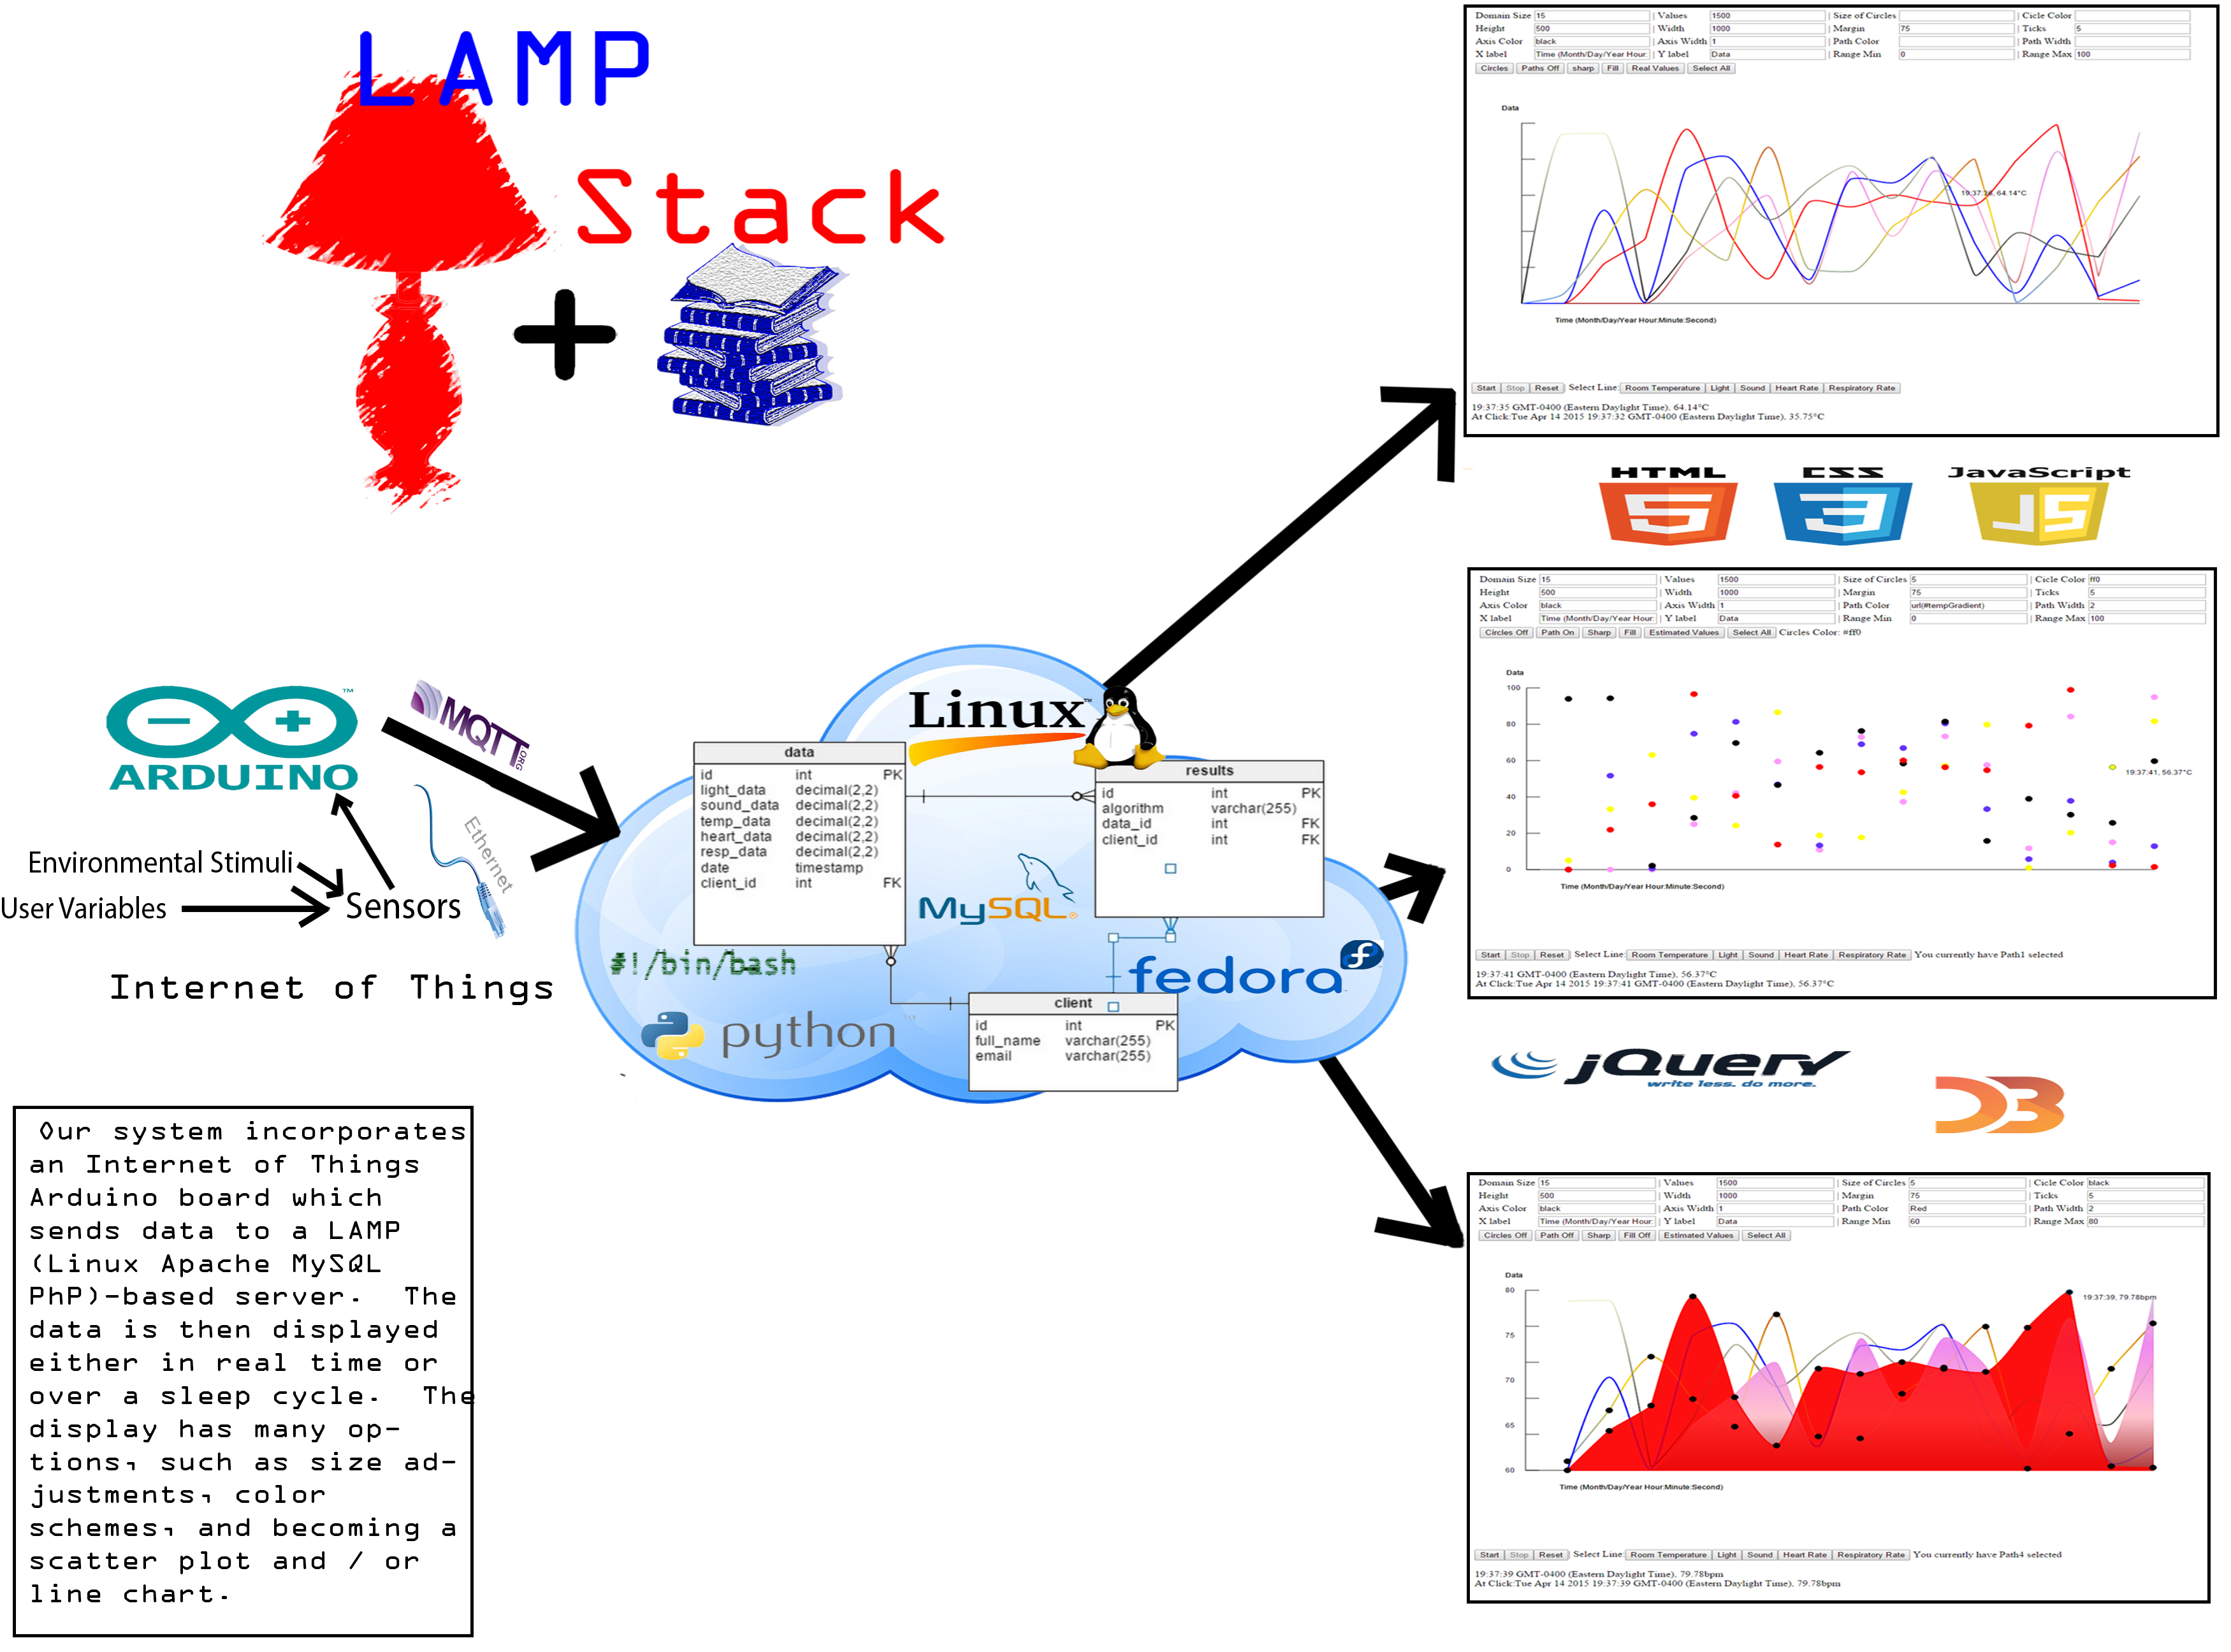 LAMP
Stack
ARDUINO
TM
MQTT
.ORG
Ethernet
Environmental Stimuli
User Variables
Sensors
Internet of Things
Our system incorporates
an Internet of Things
Arduino board which
sends data to a LAMP
(Linux Apache MySQL
PhP)-based server. The
data is then displayed
either in real time or
over a sleep cycle. The
display has many op-
tions, such as size ad-
justments, color
schemes, and becoming a
scatter plot and / or
line chart.
Linux
data
id int PK
light_data decimal(2,2)
sound_data decimal(2,2)
temp_data decimal(2,2)
heart_data decimal(2,2)
resp_data decimal(2,2)
date timestamp
client_id int FK
results
id int PK
algorithm varchar(255)
data_id int FK
client_id int FK
MySQL®
#!/bin/bash
python
fedora
f
client
id int PK
full_name varchar(255)
email varchar(255)
Domain Size 15 | Values 1500 | Size of Circles | Cicle Color
Height 500 | Width 1000 | Margin 75 | Ticks 5
Axis Color black | Axis Width 1 | Path Color | Path Width
X label Time (Month/Day/Year Hour: | Y label Data | Range Min 0 | Range Max 100
Circles Paths Off sharp Fill Real Values Select All
Data
19:37:36, 64.14°C
Time (Month/Day/Year Hour:Minute:Second)
Start Stop Reset | Select Line: Room Temperature Light Sound Heart Rate Respiratory Rate
19:37:35 GMT-0400 (Eastern Daylight Time), 64.14°C
At Click:Tue Apr 14 2015 19:37:32 GMT-0400 (Eastern Daylight Time), 35.75°C
HTML CSS JavaScript
5 3 JS
Domain Size 15 | Values 1500 | Size of Circles 5 | Cicle Color ff0
Height 500 | Width 1000 | Margin 75 | Ticks 5
Axis Color black | Axis Width 1 | Path Color url(#tempGradient) | Path Width 2
X label Time (Month/Day/Year Hour: | Y label Data | Range Min 0 | Range Max 100
Circles Off Path On Sharp Fill Estimated Values Select All Circles Color: #ff0
Data
100
80
60
40
20
0
19:37:41, 56.37°C
Time (Month/Day/Year Hour:Minute:Second)
Start Stop Reset | Select Line: Room Temperature Light Sound Heart Rate Respiratory Rate You currently have Path1 selected
19:37:41 GMT-0400 (Eastern Daylight Time), 56.37°C
At Click:Tue Apr 14 2015 19:37:41 GMT-0400 (Eastern Daylight Time), 56.37°C
jQuery
write less. do more.
D3
Domain Size 15 | Values 1500 | Size of Circles 5 | Cicle Color black
Height 500 | Width 1000 | Margin 75 | Ticks 5
Axis Color black | Axis Width 1 | Path Color Red | Path Width 2
X label Time (Month/Day/Year Hour: | Y label Data | Range Min 60 | Range Max 80
Circles Off Path Off Sharp Fill Off Estimated Values Select All
Data
80
75
70
65
60
19:37:39, 79.78bpm
Time (Month/Day/Year Hour:Minute:Second)
Start Stop Reset | Select Line: Room Temperature Light Sound Heart Rate Respiratory Rate You currently have Path4 selected
19:37:39 GMT-0400 (Eastern Daylight Time), 79.78bpm
At Click:Tue Apr 14 2015 19:37:39 GMT-0400 (Eastern Daylight Time), 79.78bpm